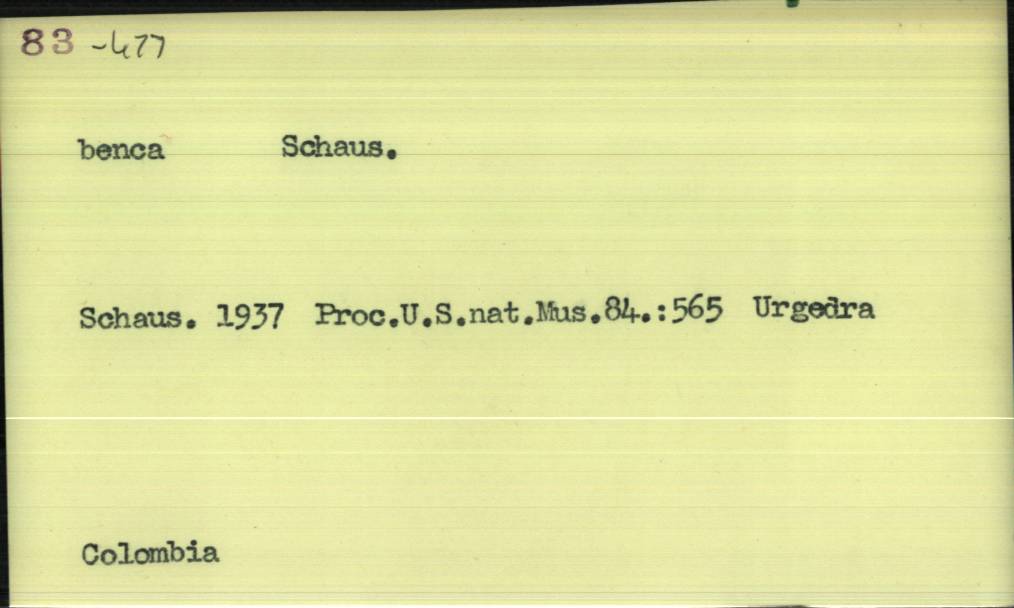 83 -477
benca Schaus.
Schaus. 1937 Proc.U.S.nat.Mus.84.:565 Urgedra
Colombia